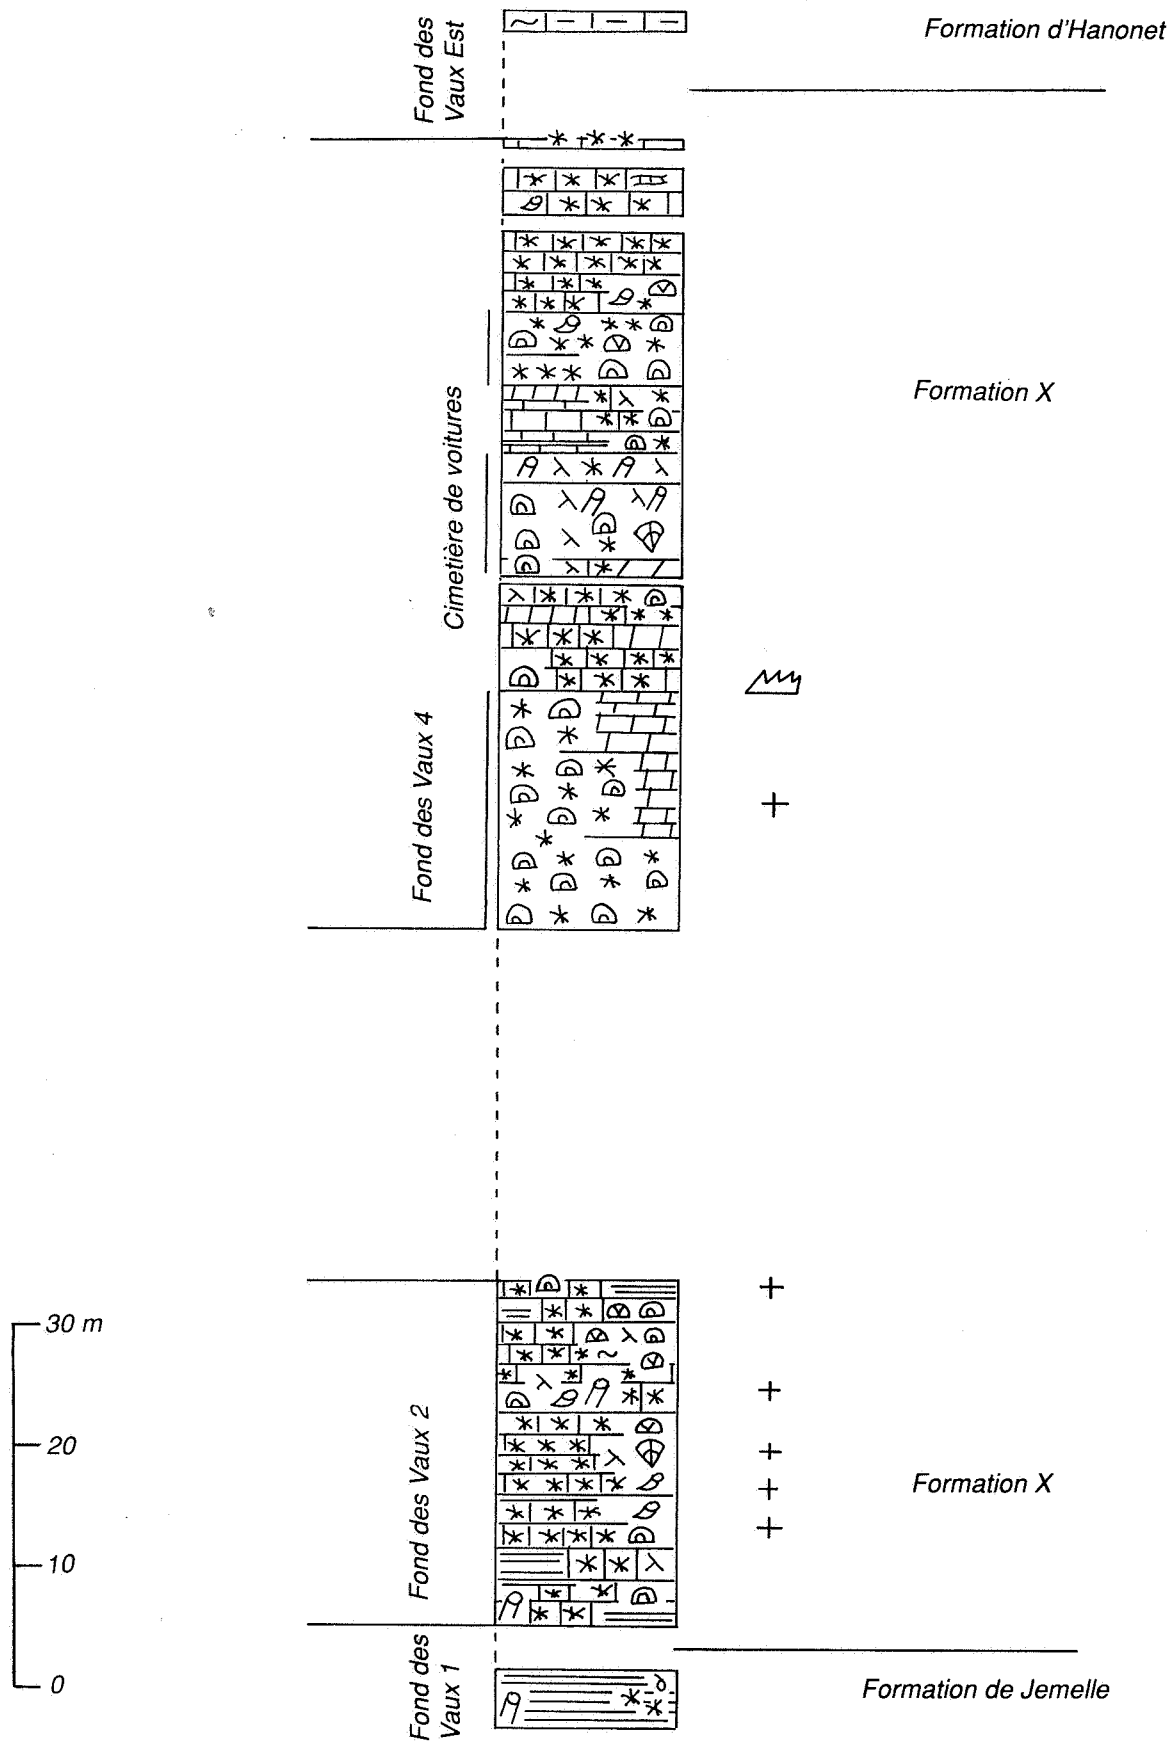 Fond des
Vaux Est
Formation d'Hanonet
Cimetière de voitures
Formation X
Fond des Vaux 4
30 m
20
10
0
Fond des Vaux 2
Formation X
Fond des
Vaux 1
Formation de Jemelle